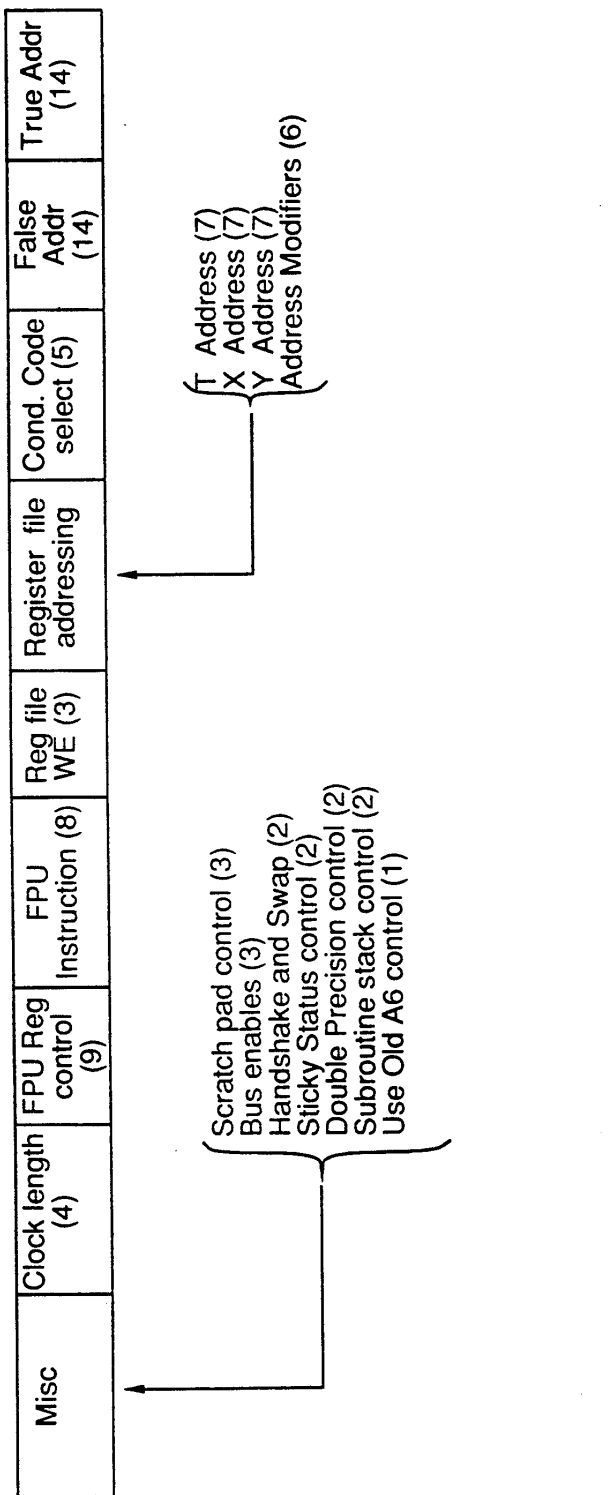 Misc
Clock length
(4)
FPU Reg
control
(9)
FPU
Instruction (8)
Reg file
WE (3)
Register file
addressing
Cond. Code
select (5)
False
Addr
(14)
True Addr
(14)
Scratch pad control (3)
Bus enables (3)
Handshake and Swap (2)
Sticky Status control (2)
Double Precision control (2)
Subroutine stack control (2)
Use Old A6 control (1)
T Address (7)
X Address (7)
Y Address (7)
Address Modifiers (6)